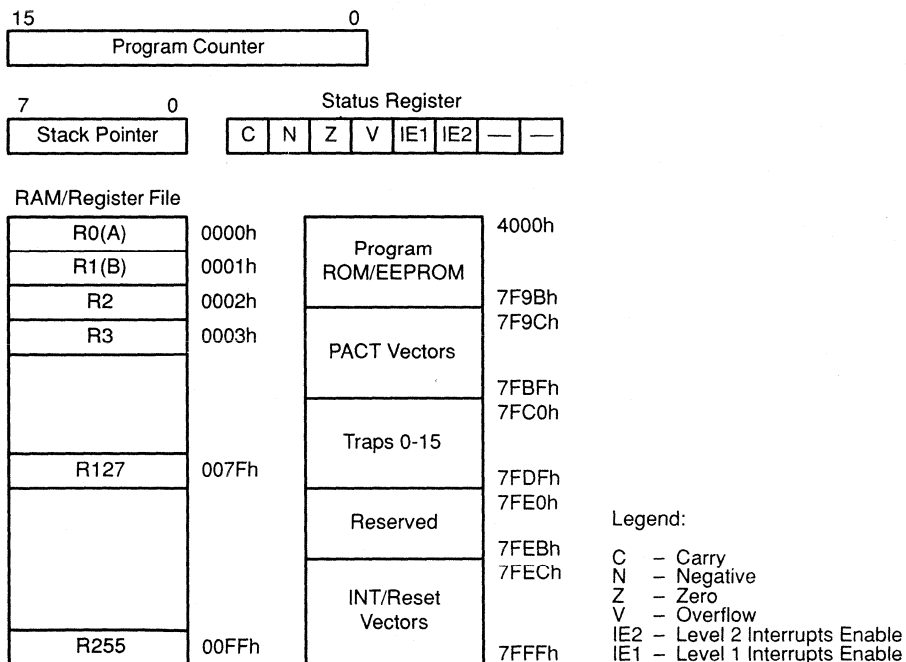 15 0
Program Counter
7 0
Stack Pointer
Status Register
C N Z V IE1 IE2 — —
RAM/Register File
R0(A) 0000h
R1(B) 0001h
R2 0002h
R3 0003h
R127 007Fh
R255 00FFh
4000h
Program
ROM/EEPROM
7F9Bh
7F9Ch
PACT Vectors
7FBFh
7FC0h
Traps 0-15
7FDFh
7FE0h
Reserved
7FEBh
7FECh
INT/Reset
Vectors
7FFFh
Legend:
C – Carry
N – Negative
Z – Zero
V – Overflow
IE2 – Level 2 Interrupts Enable
IE1 – Level 1 Interrupts Enable